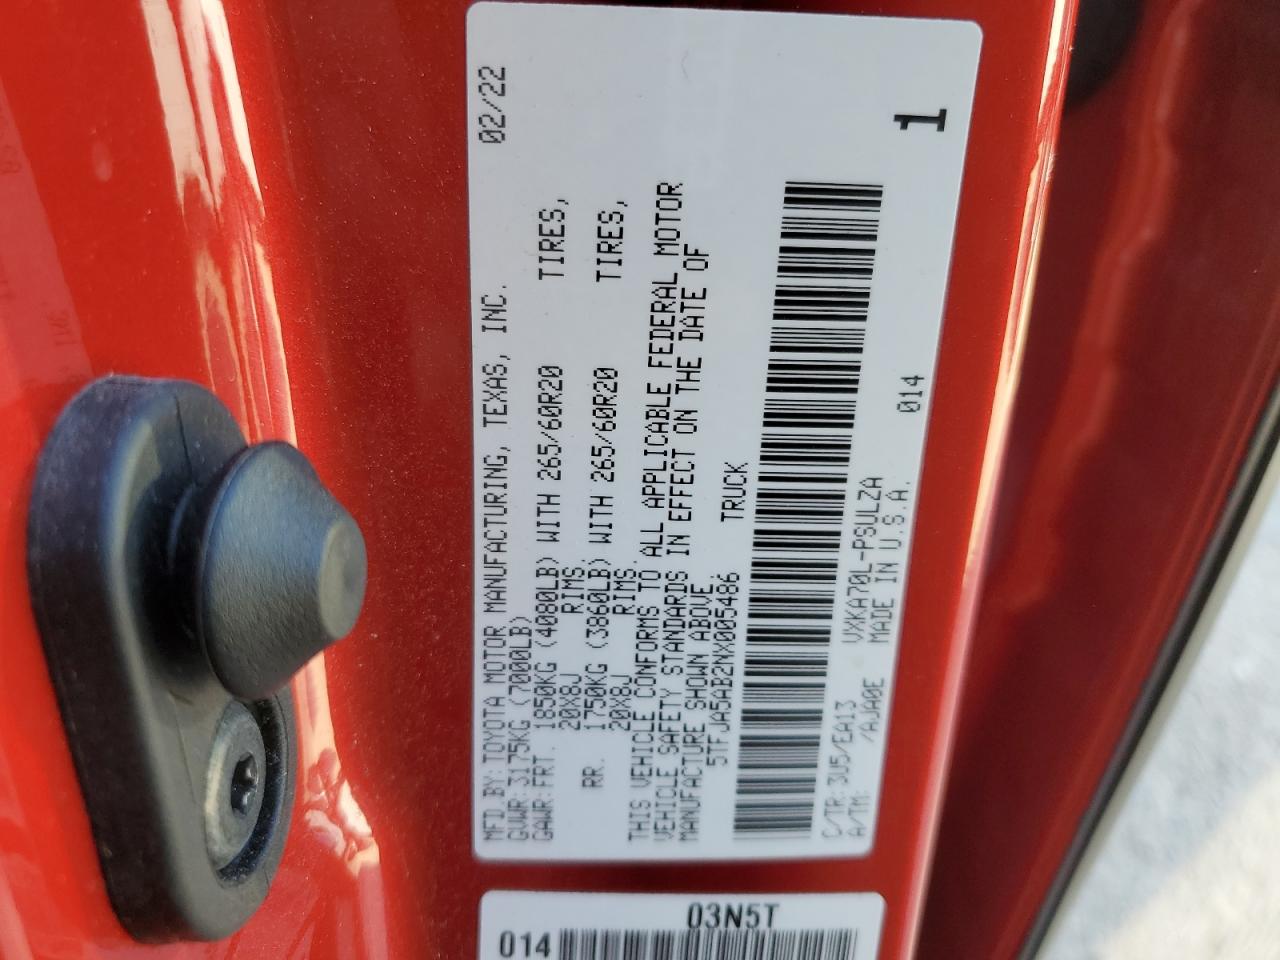 MFD.BY:TOYOTA MOTOR MANUFACTURING, TEXAS, INC. 02/22
GVWR:3175KG (7000LB)
GAWR:FRT. 1850KG (4080LB) WITH 265/60R20 TIRES,
20X8J RIMS,
RR. 1750KG (3860LB) WITH 265/60R20 TIRES,
20X8J RIMS.
THIS VEHICLE CONFORMS TO ALL APPLICABLE FEDERAL MOTOR
VEHICLE SAFETY STANDARDS IN EFFECT ON THE DATE OF
MANUFACTURE SHOWN ABOVE.
5TFJA5AB2NX005486 TRUCK
C/TR:3U5/EA13 VXKA70L-PSULZA
A/TM: /AJA0E MADE IN U.S.A. 014
1
03N5T
014